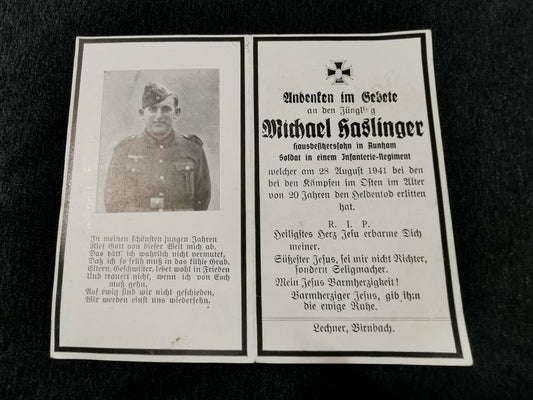 In meinen schönsten jungen Jahren
Rief Gott von dieser Welt mich ab.
Das hätt' ich wahrlich nicht vermutet,
Daß ich so früh muß in das kühle Grab.
Eltern, Geschwister, lebet wohl in Frieden
Und trauert nicht, wenn ich von Euch
muß gehn,
Auf ewig sind wir nicht geschieden,
Wir werden einst uns wiedersehn.
Andenken im Gebete
an den Jüngling
Michael Haslinger
Hausbesitzerssohn in Runham
Soldat in einem Infanterie-Regiment
welcher am 28 August 1941 bei den
bei den Kämpfen im Osten im Alter
von 20 Jahren den Heldentod erlitten
hat.
R. I. P.
Heiligstes Herz Jesu erbarme Dich
meiner.
Süßester Jesus, sei mir nicht Richter,
sondern Seligmacher.
Mein Jesus Barmherzigkeit!
Barmherziger Jesus, gib ihm
die ewige Ruhe.
Lechner, Birnbach.